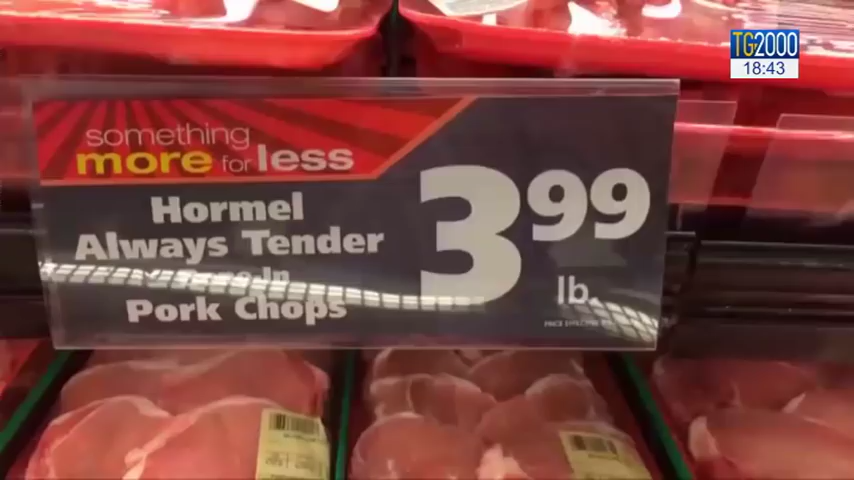 TG2000
18:43
something
more for less
Hormel
Always Tender
Pork Chops
3 99
lb.